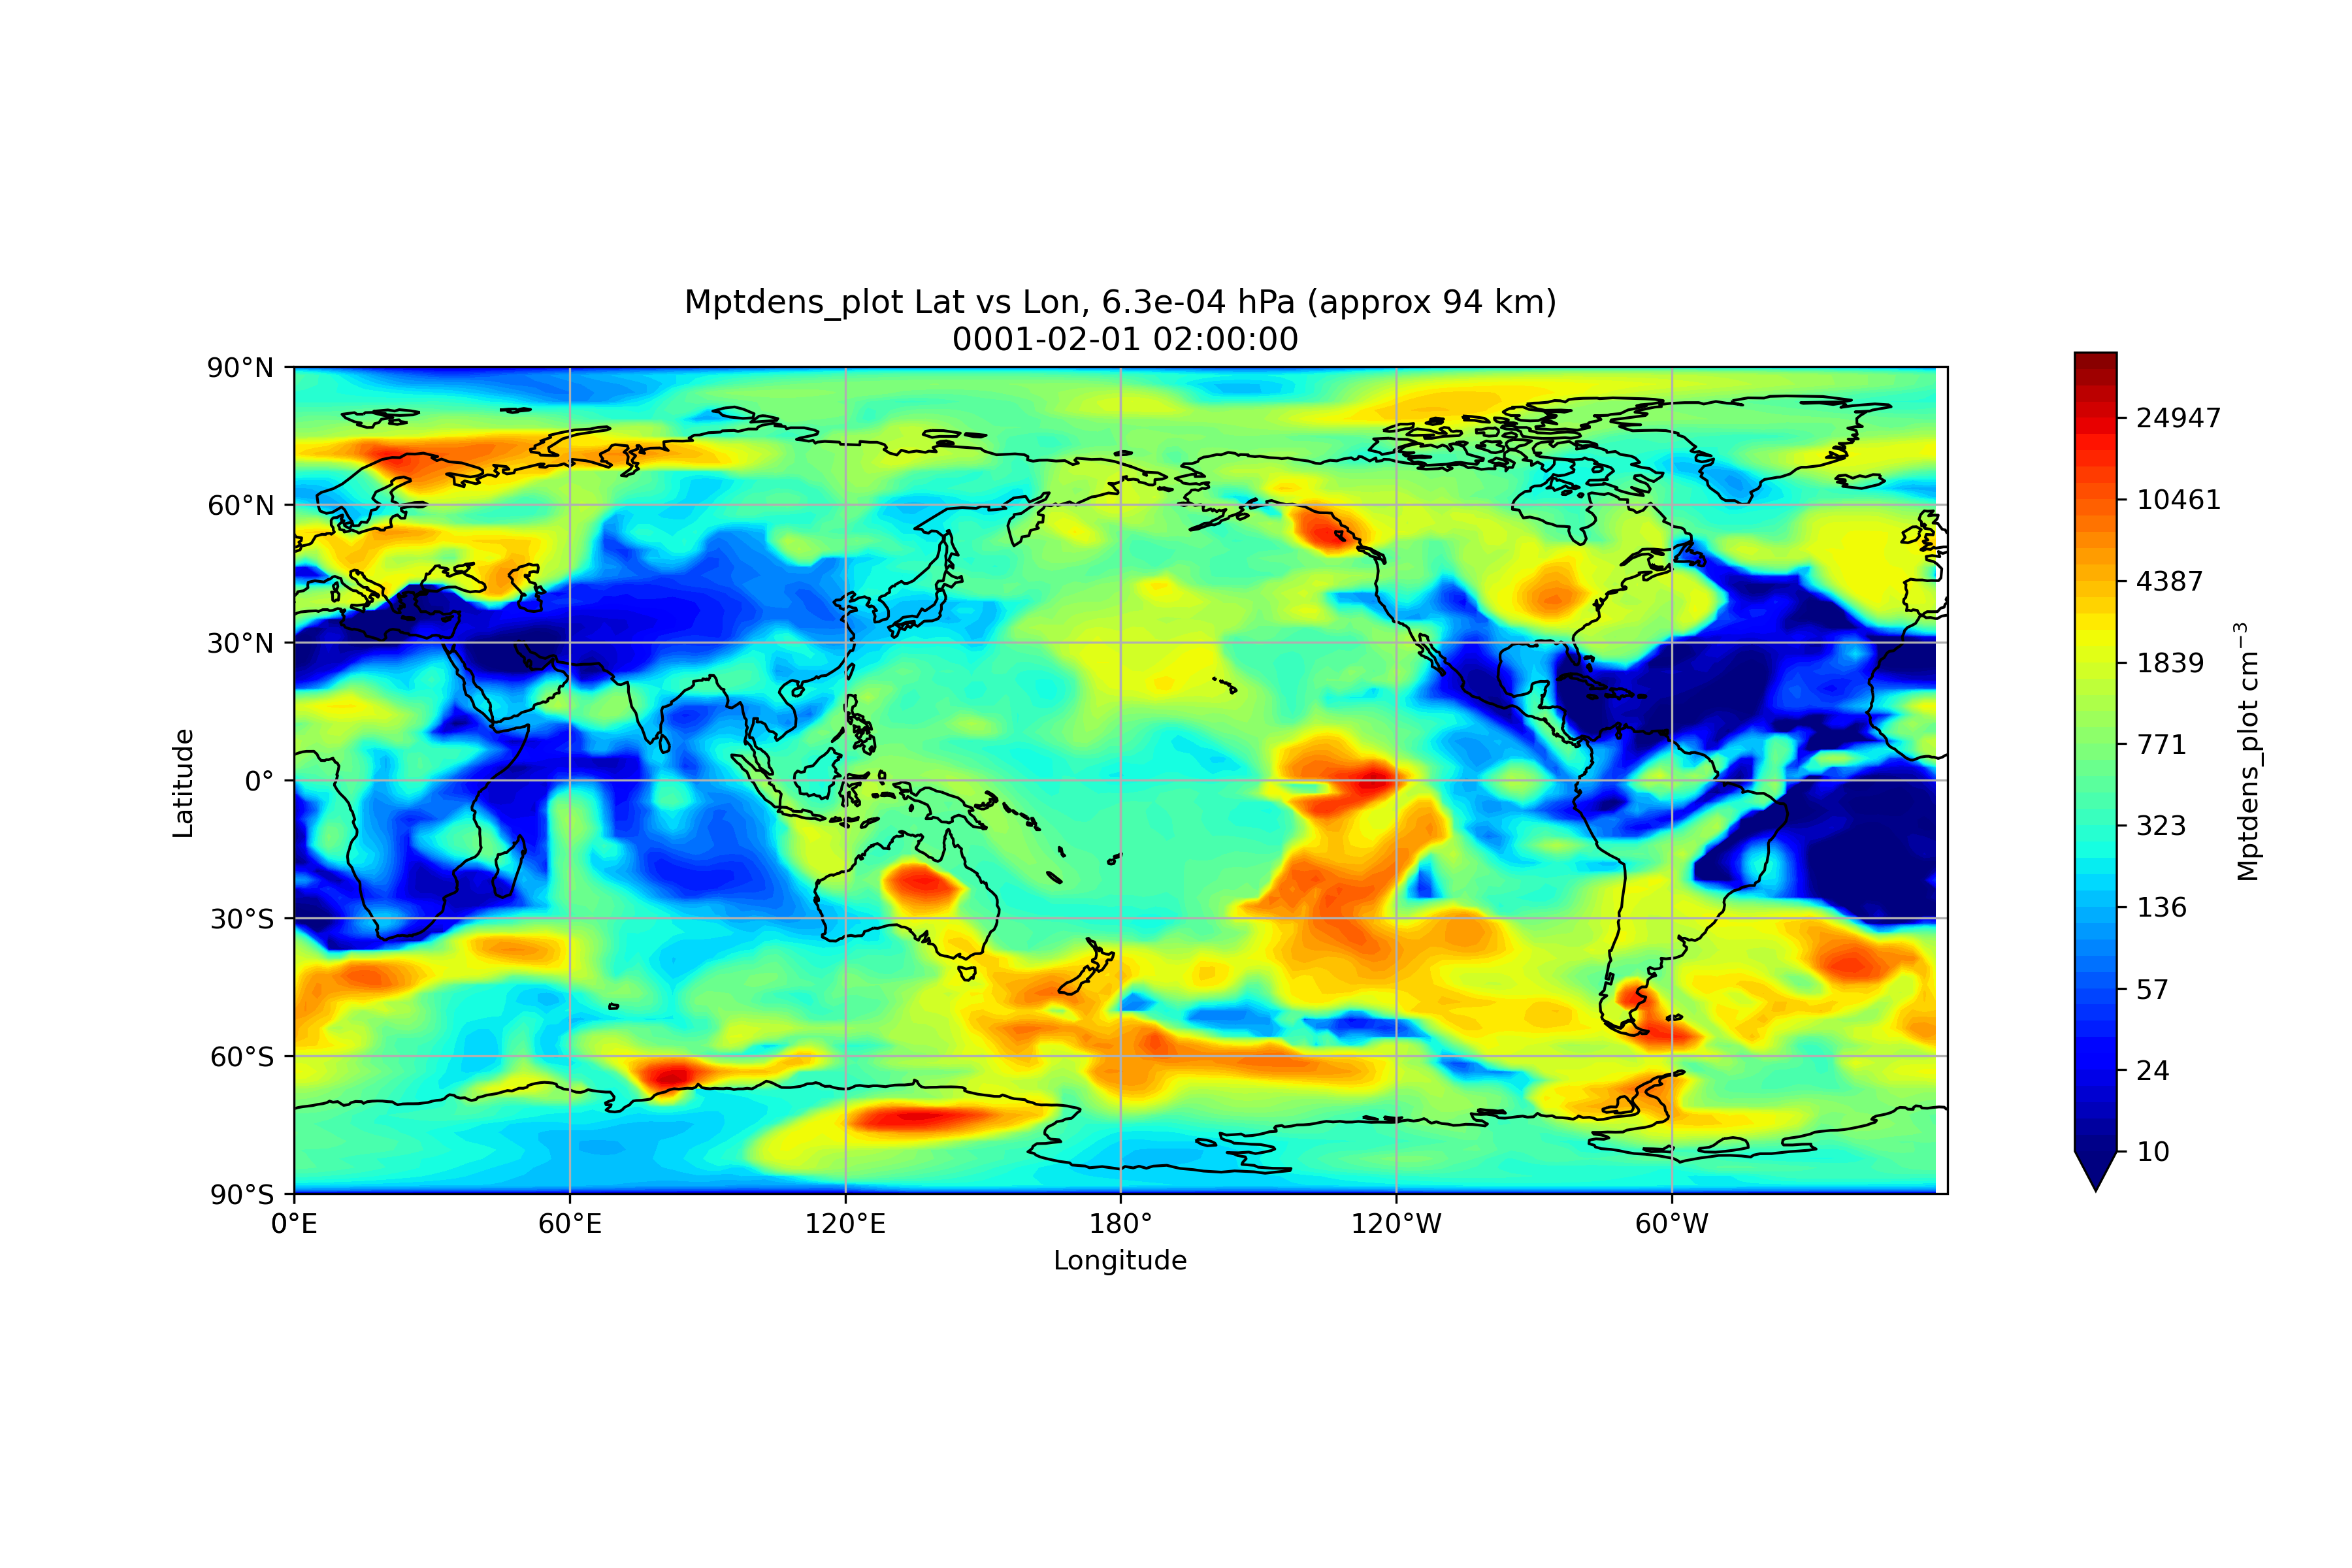 Mptdens_plot Lat vs Lon, 6.3e-04 hPa (approx 94 km)
0001-02-01 02:00:00
90°N
60°N
30°N
0°
30°S
60°S
90°S
Latitude
0°E
60°E
120°E
180°
120°W
60°W
Longitude
24947
10461
4387
1839
771
323
136
57
24
10
Mptdens_plot cm⁻³